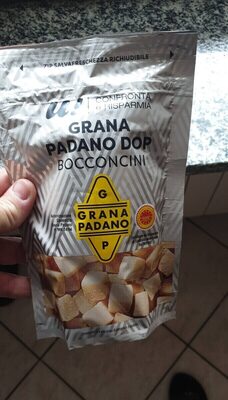 ZIP SALVAFRESCHEZZA RICHIUDIBILE
CONFRONTA
E RISPARMIA
GRANA
PADANO DOP
BOCCONCINI
G
GRANA
PADANO
P